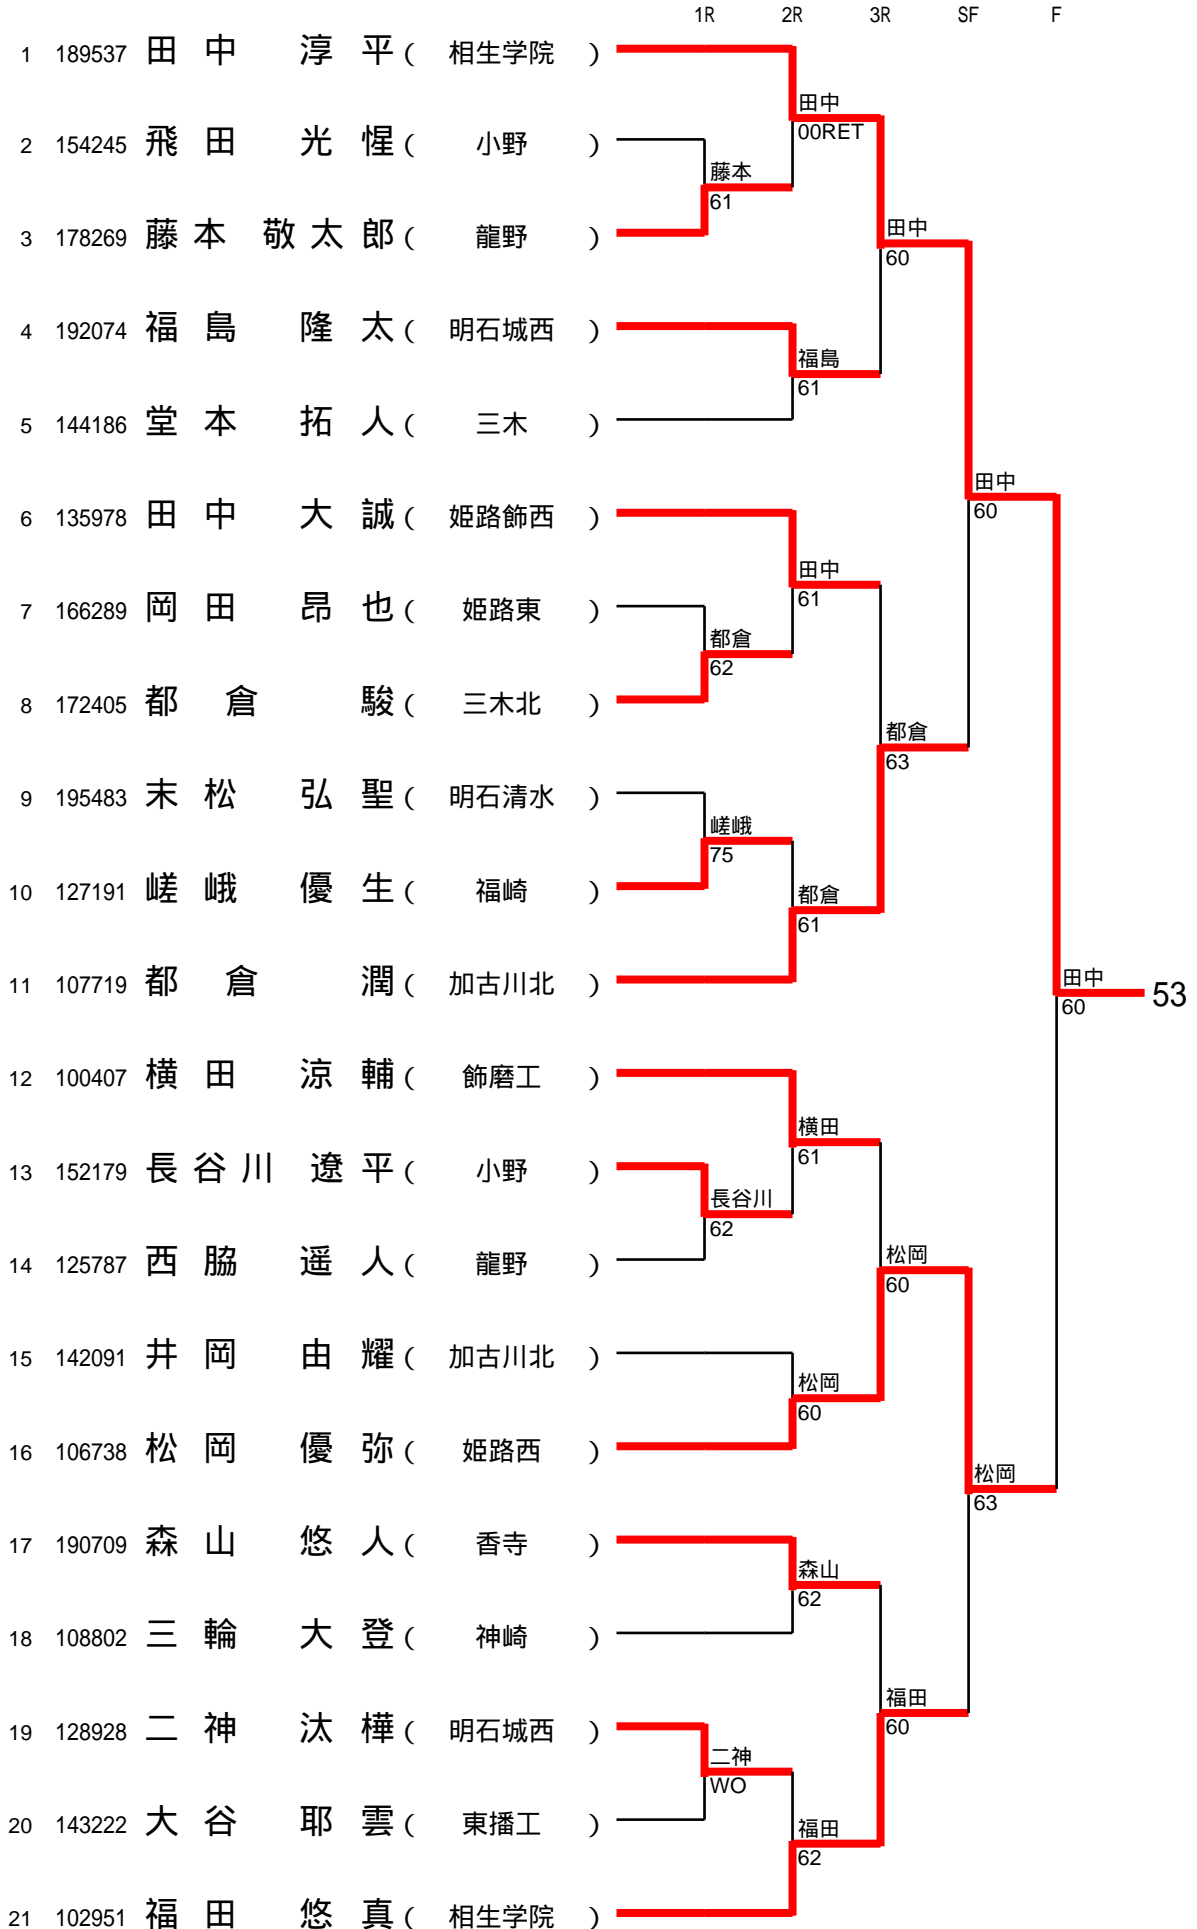 1R 2R 3R SF F
1 189537 田中 淳平 ( 相生学院 )
田中
2 154245 飛田 光惺 ( 小野 ) 00RET
藤本
61
3 178269 藤本 敬太郎 ( 龍野 ) 田中
60
4 192074 福島 隆太 ( 明石城西 )
福島
61
5 144186 堂本 拓人 ( 三木 )
田中
60
6 135978 田中 大誠 ( 姫路飾西 )
田中
61
7 166289 岡田 昂也 ( 姫路東 )
都倉
62
8 172405 都倉 駿 ( 三木北 )
都倉
63
9 195483 末松 弘聖 ( 明石清水 )
嵯峨
75
10 127191 嵯峨 優生 ( 福崎 ) 都倉
61
11 107719 都倉 潤 ( 加古川北 ) 田中
60 53
12 100407 横田 涼輔 ( 飾磨工 )
横田
61
13 152179 長谷川 遼平 ( 小野 )
長谷川
62
14 125787 西脇 遥人 ( 龍野 ) 松岡
60
15 142091 井岡 由耀 ( 加古川北 )
松岡
60
16 106738 松岡 優弥 ( 姫路西 )
松岡
63
17 190709 森山 悠人 ( 香寺 )
森山
62
18 108802 三輪 大登 ( 神崎 )
福田
60
19 128928 二神 汰樺 ( 明石城西 )
二神
WO
20 143222 大谷 耶雲 ( 東播工 ) 福田
62
21 102951 福田 悠真 ( 相生学院 )